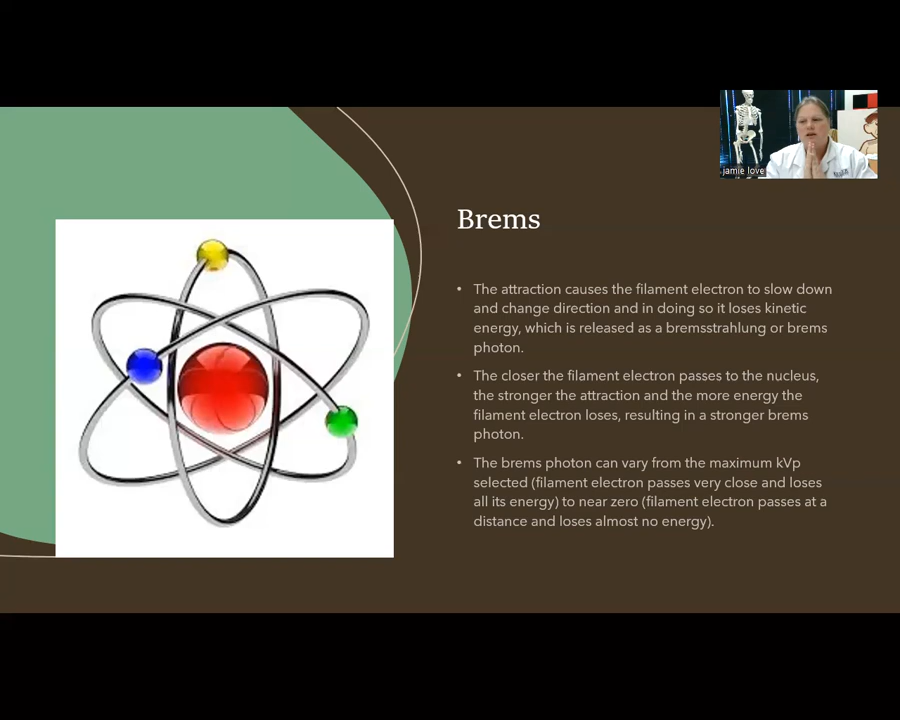 jamie love
Brems
• The attraction causes the filament electron to slow down
and change direction and in doing so it loses kinetic
energy, which is released as a bremsstrahlung or brems
photon.
• The closer the filament electron passes to the nucleus,
the stronger the attraction and the more energy the
filament electron loses, resulting in a stronger brems
photon.
• The brems photon can vary from the maximum kVp
selected (filament electron passes very close and loses
all its energy) to near zero (filament electron passes at a
distance and loses almost no energy).